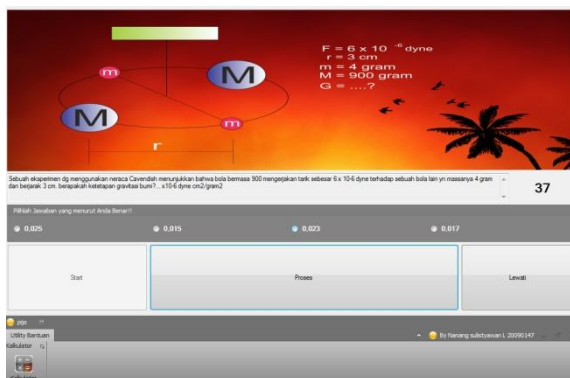 F = 6 x 10 -6 dyne
r = 3 cm
m = 4 gram
M = 900 gram
G = ....?
m
M
M
m
r
Sebuah eksperimen dg menggunakan neraca Cavendish menunjukkan bahwa bola bermasa 900 mengerjakan tarik sebesar 6 x 10-6 dyne terhadap sebuah bola lain yn massanya 4 gram
dan berjarak 3 cm. berapakah ketetapan gravitasi bumi?... x10-6 dyne cm2/gram2
37
Pilihlah Jawaban yang menurut Anda Benar!!
0,025 0,015 0,023 0,017
Start Proses Lewati
Utility Bantuan By Nanang sulistyawan L 20090147
Kalkulator
Kalkulator